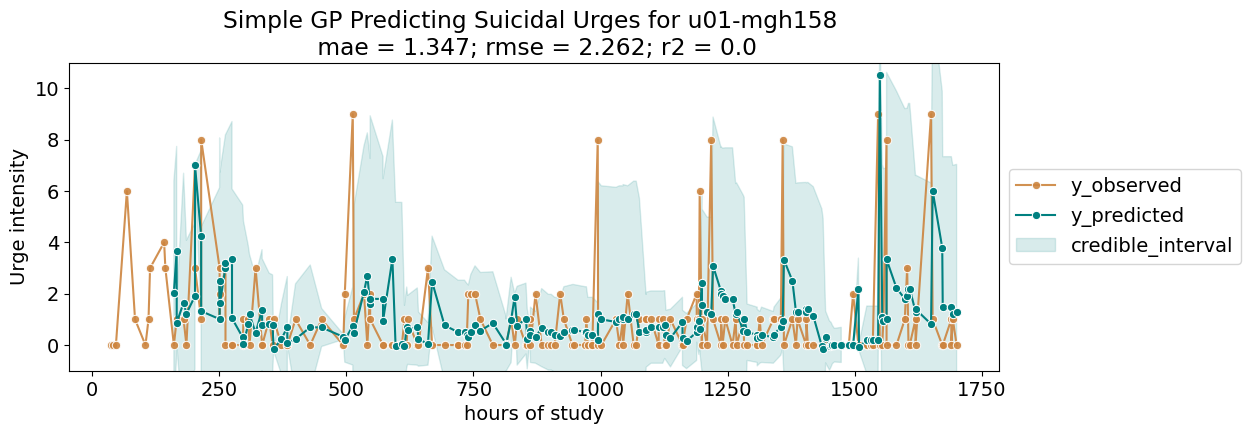 Simple GP Predicting Suicidal Urges for u01-mgh158
mae = 1.347; rmse = 2.262; r2 = 0.0
Urge intensity
10
8
6
4
2
0
0 250 500 750 1000 1250 1500 1750
hours of study
y_observed
y_predicted
credible_interval